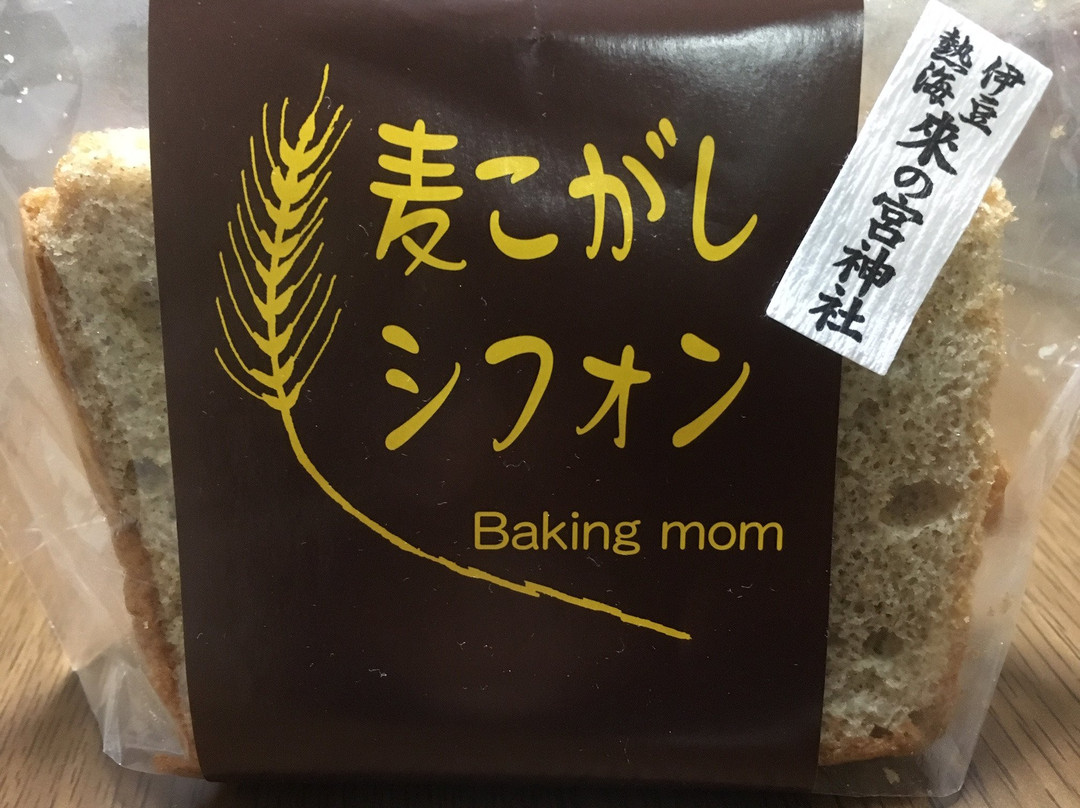 麦こがし
シフォン
Baking mom
伊豆
熱海
來の宮神社